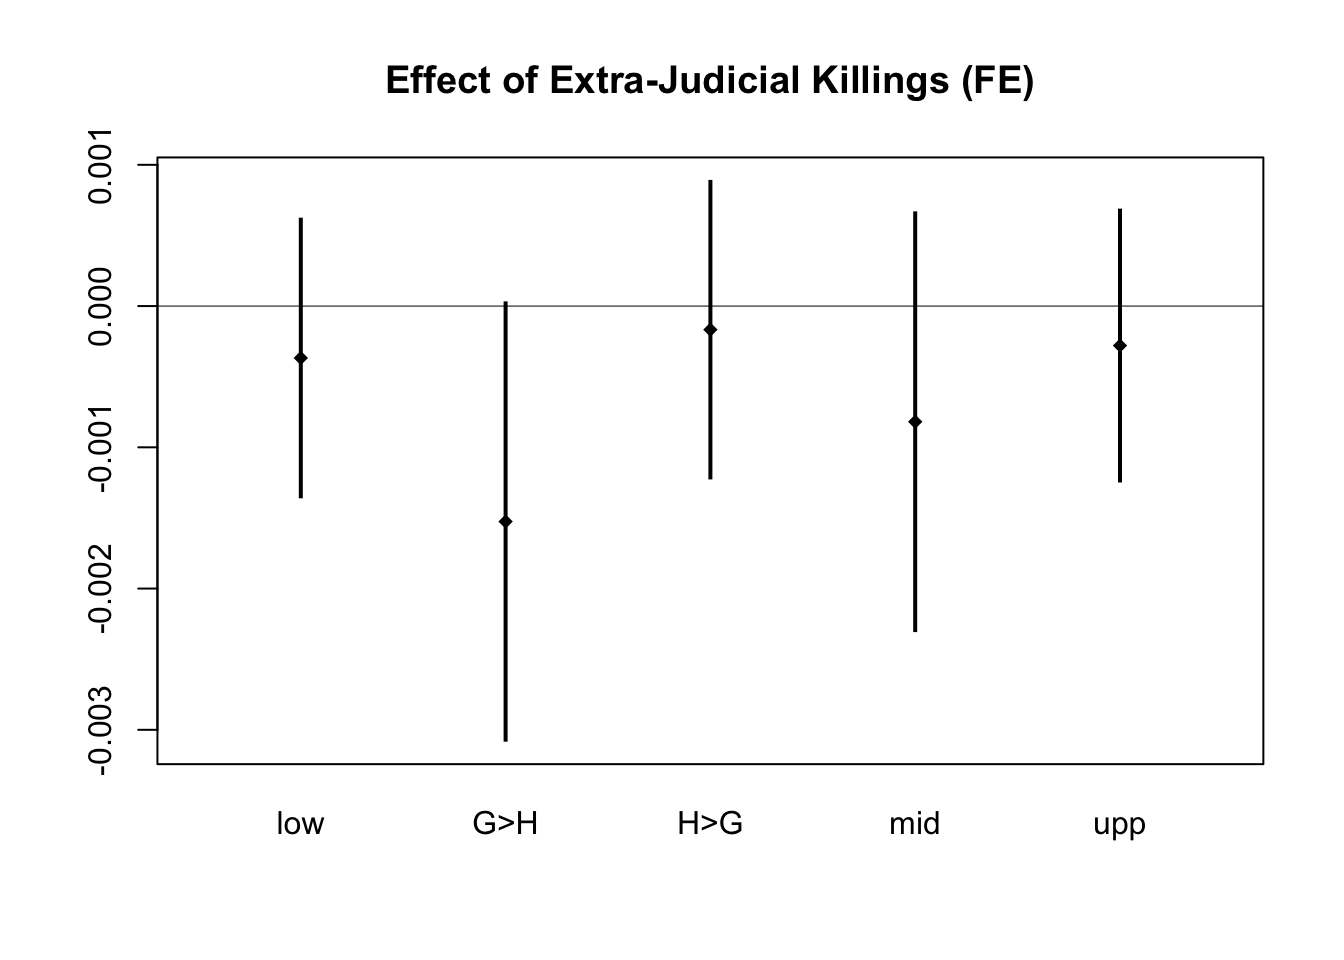 Effect of Extra-Judicial Killings (FE)
0.001
0.000
-0.001
-0.002
-0.003
low G>H H>G mid upp